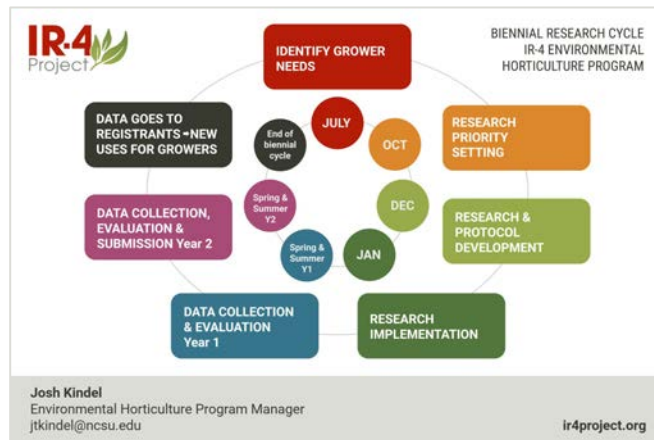 IR-4
Project
BIENNIAL RESEARCH CYCLE
IR-4 ENVIRONMENTAL
HORTICULTURE PROGRAM
IDENTIFY GROWER
NEEDS
JULY
RESEARCH
PRIORITY
SETTING
OCT
RESEARCH &
PROTOCOL
DEVELOPMENT
DEC
RESEARCH
IMPLEMENTATION
JAN
DATA COLLECTION
& EVALUATION
Year 1
Spring &
Summer
Y1
DATA COLLECTION,
EVALUATION &
SUBMISSION Year 2
Spring &
Summer
Y2
DATA GOES TO
REGISTRANTS → NEW
USES FOR GROWERS
End of
biennial
cycle
Josh Kindel
Environmental Horticulture Program Manager
jtkindel@ncsu.edu
ir4project.org